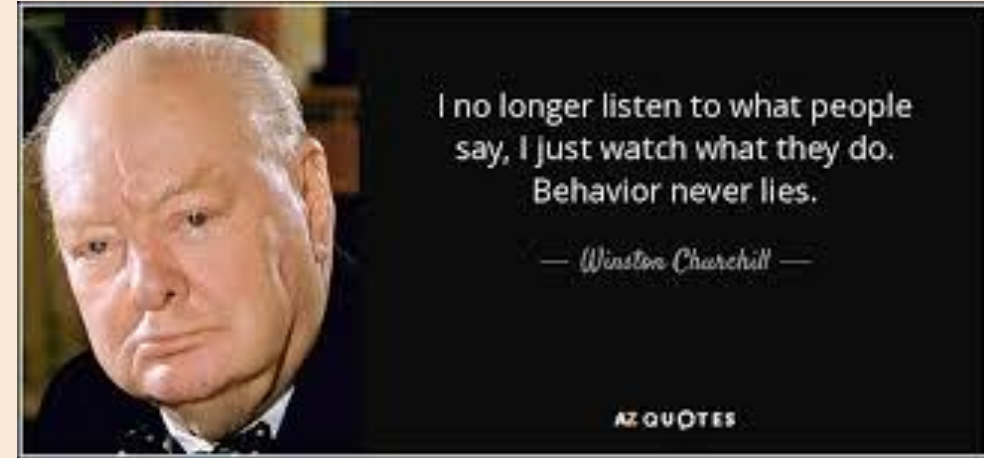 I no longer listen to what people
say, I just watch what they do.
Behavior never lies.
— Winston Churchill —
AZ QUOTES